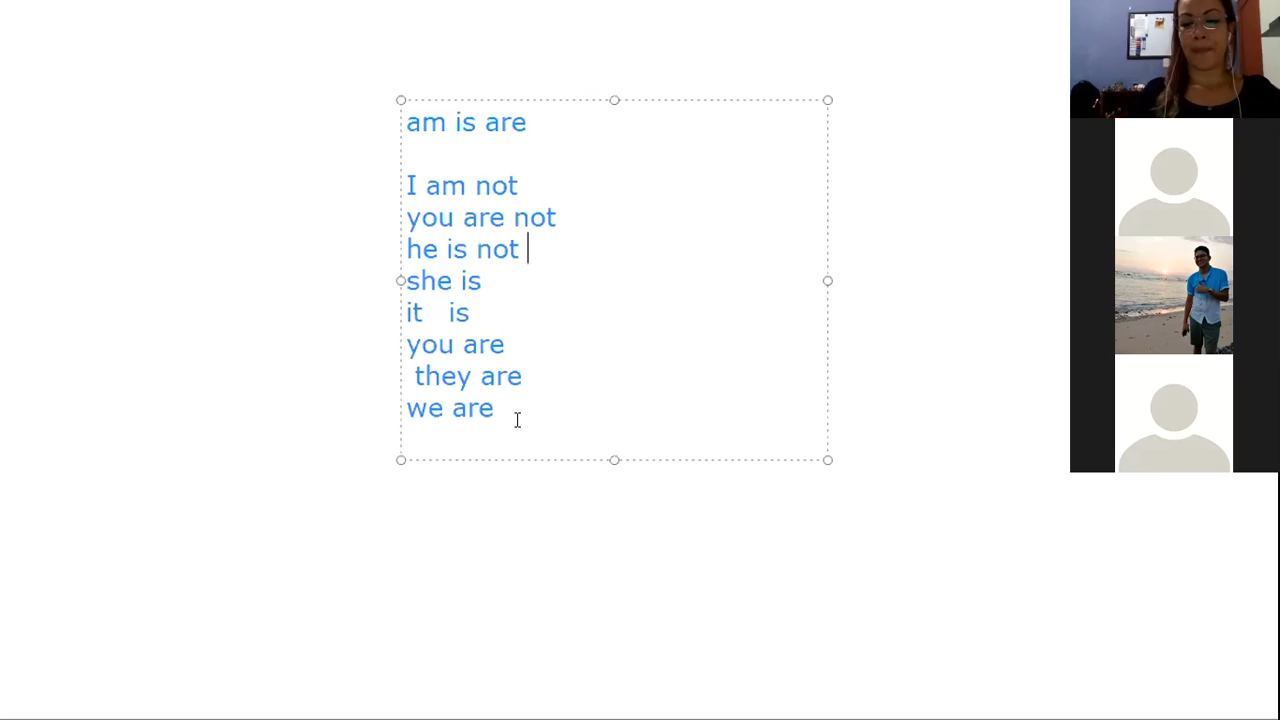 am is are
I am not
you are not
he is not
she is
it is
you are
they are
we are